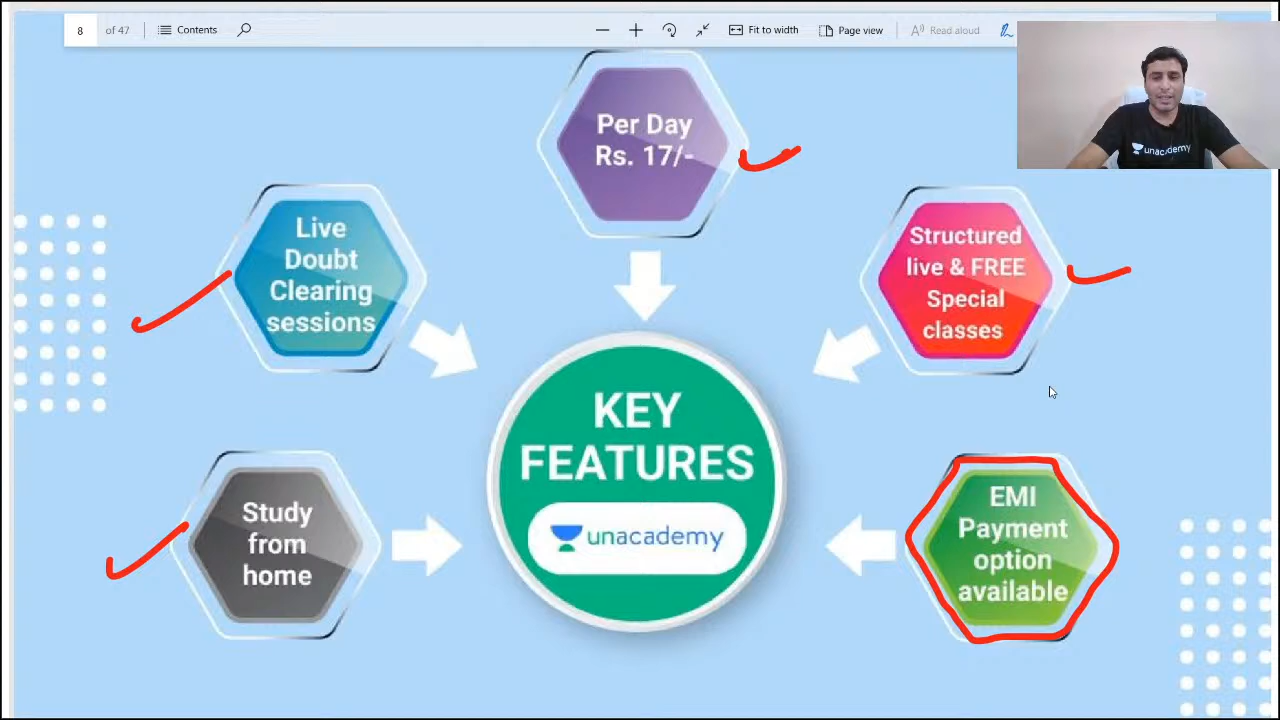 8
of 47
Contents
Fit to width
Page view
Read aloud
unacademy
Per Day
Rs. 17/-
Live
Doubt
Clearing
sessions
Structured
live & FREE
Special
classes
KEY
FEATURES
unacademy
Study
from
home
EMI
Payment
option
available